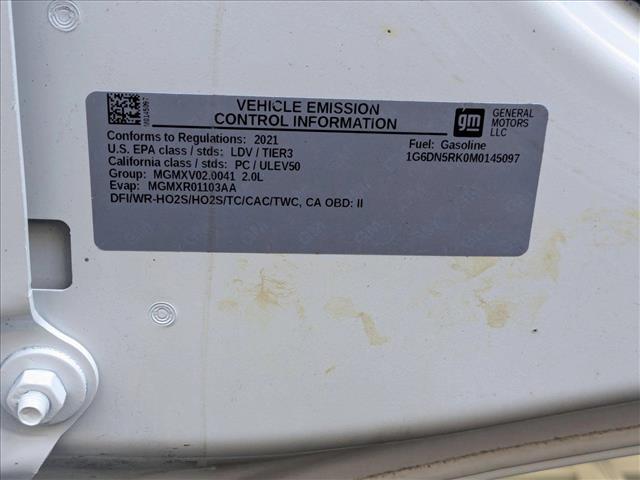 M0145097
VEHICLE EMISSION
CONTROL INFORMATION
gm
GENERAL
MOTORS
LLC
Conforms to Regulations: 2021
U.S. EPA class / stds: LDV / TIER3
California class / stds: PC / ULEV50
Group: MGMXV02.0041 2.0L
Evap: MGMXR01103AA
DFI/WR-HO2S/HO2S/TC/CAC/TWC, CA OBD: II
Fuel: Gasoline
1G6DN5RK0M0145097